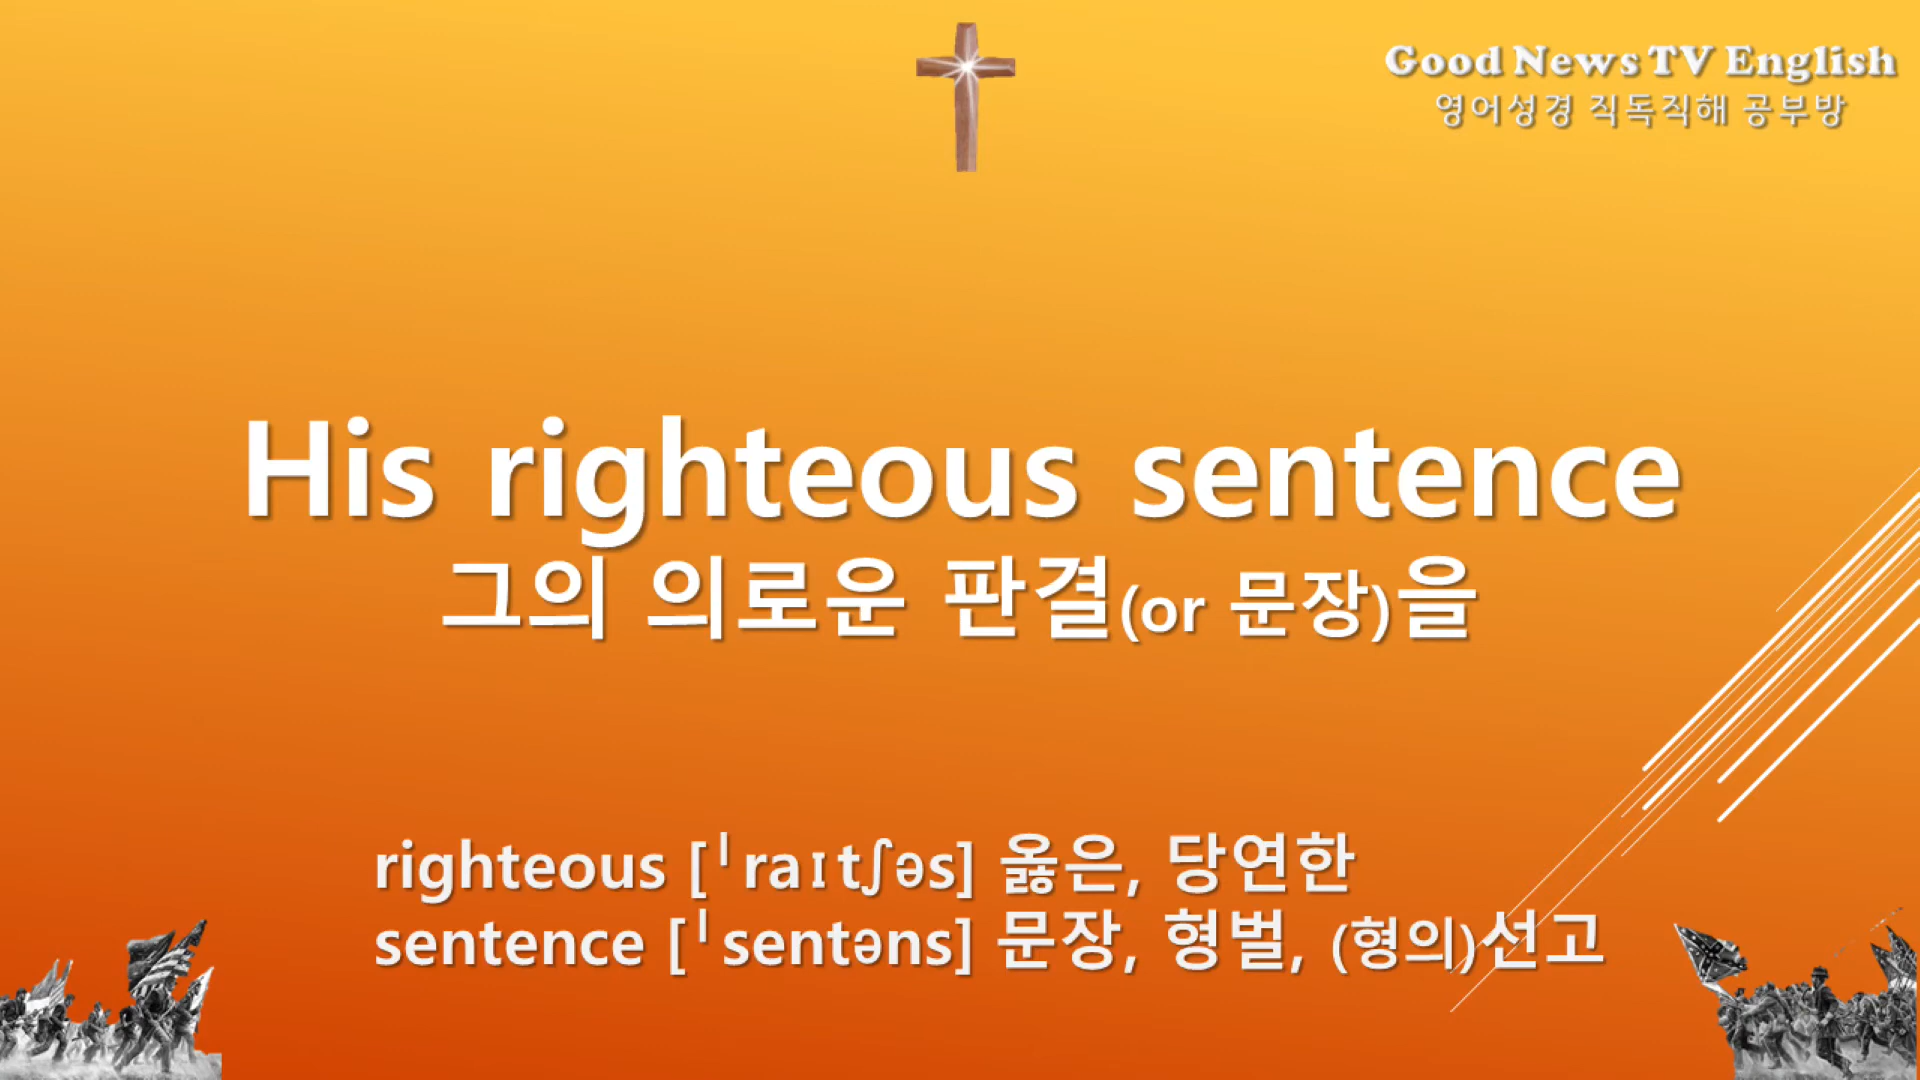 Good News TV English
영어성경 직독직해 공부방
His righteous sentence
그의 의로운 판결(or 문장)을
righteous [ˈraɪtʃəs] 옳은, 당연한
sentence [ˈsentəns] 문장, 형벌, (형의)선고